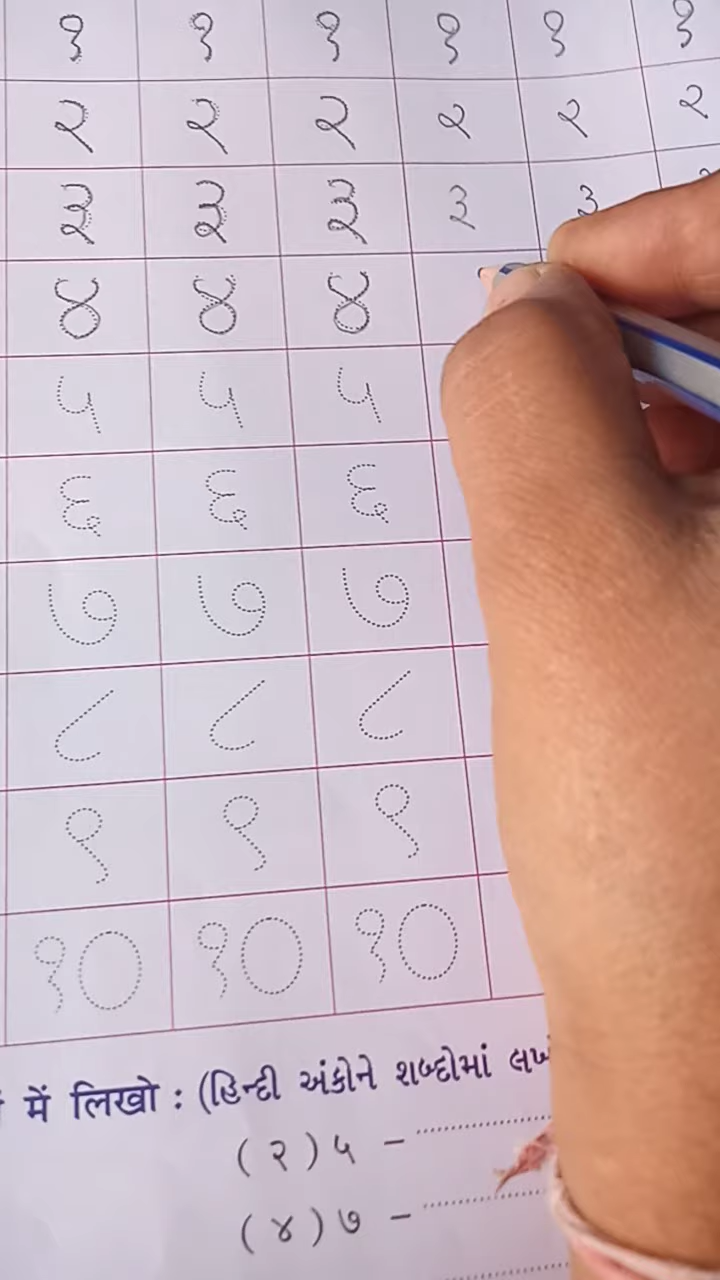 १ १ १ १ १ १
२ २ २ २ २ २
३ ३ ३ ३ ३
४ ४ ४
५ ५ ५
६ ६ ६
७ ७ ७
८ ८ ८
९ ९ ९
१० १० १०
में लिखो : (હિન્દી અંકોને શબ્દોમાં
(२) ५ –
(४) ७ –